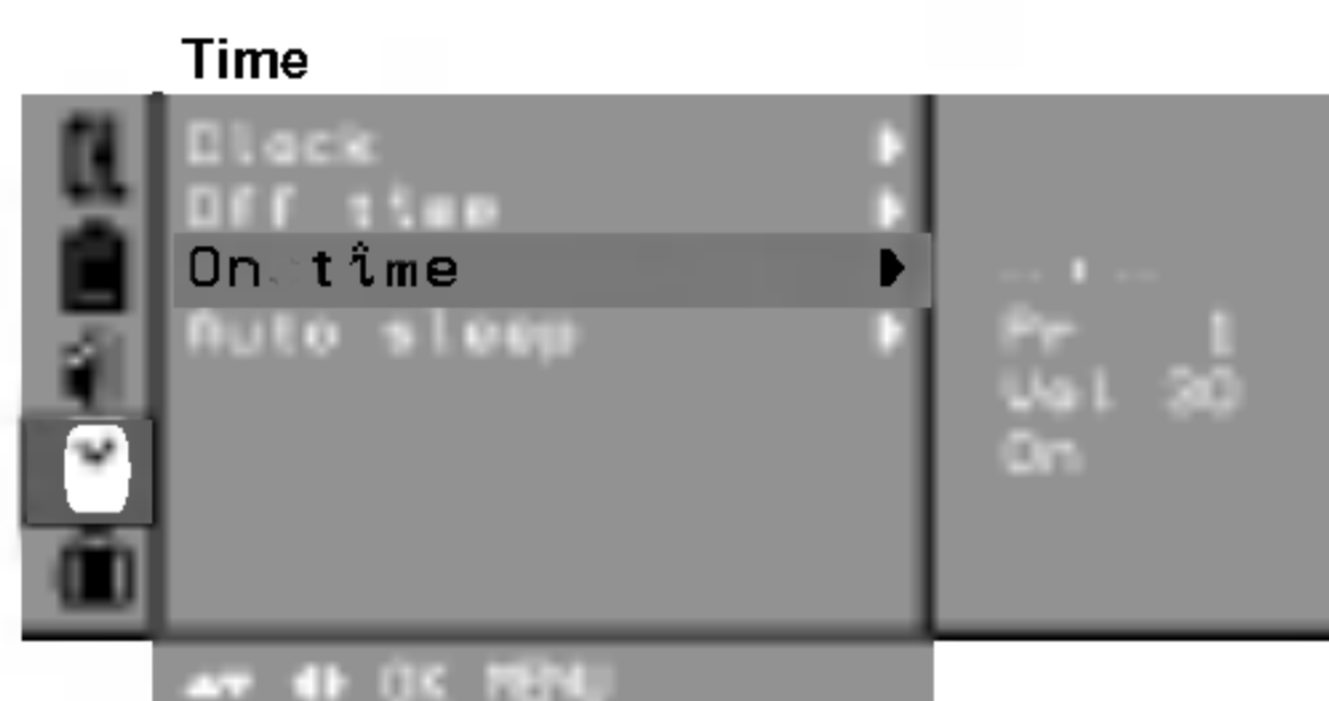 Time
Clock
Off time
On time
Auto sleep
-- : --
Pr 1
Vol 30
On
OK MENU